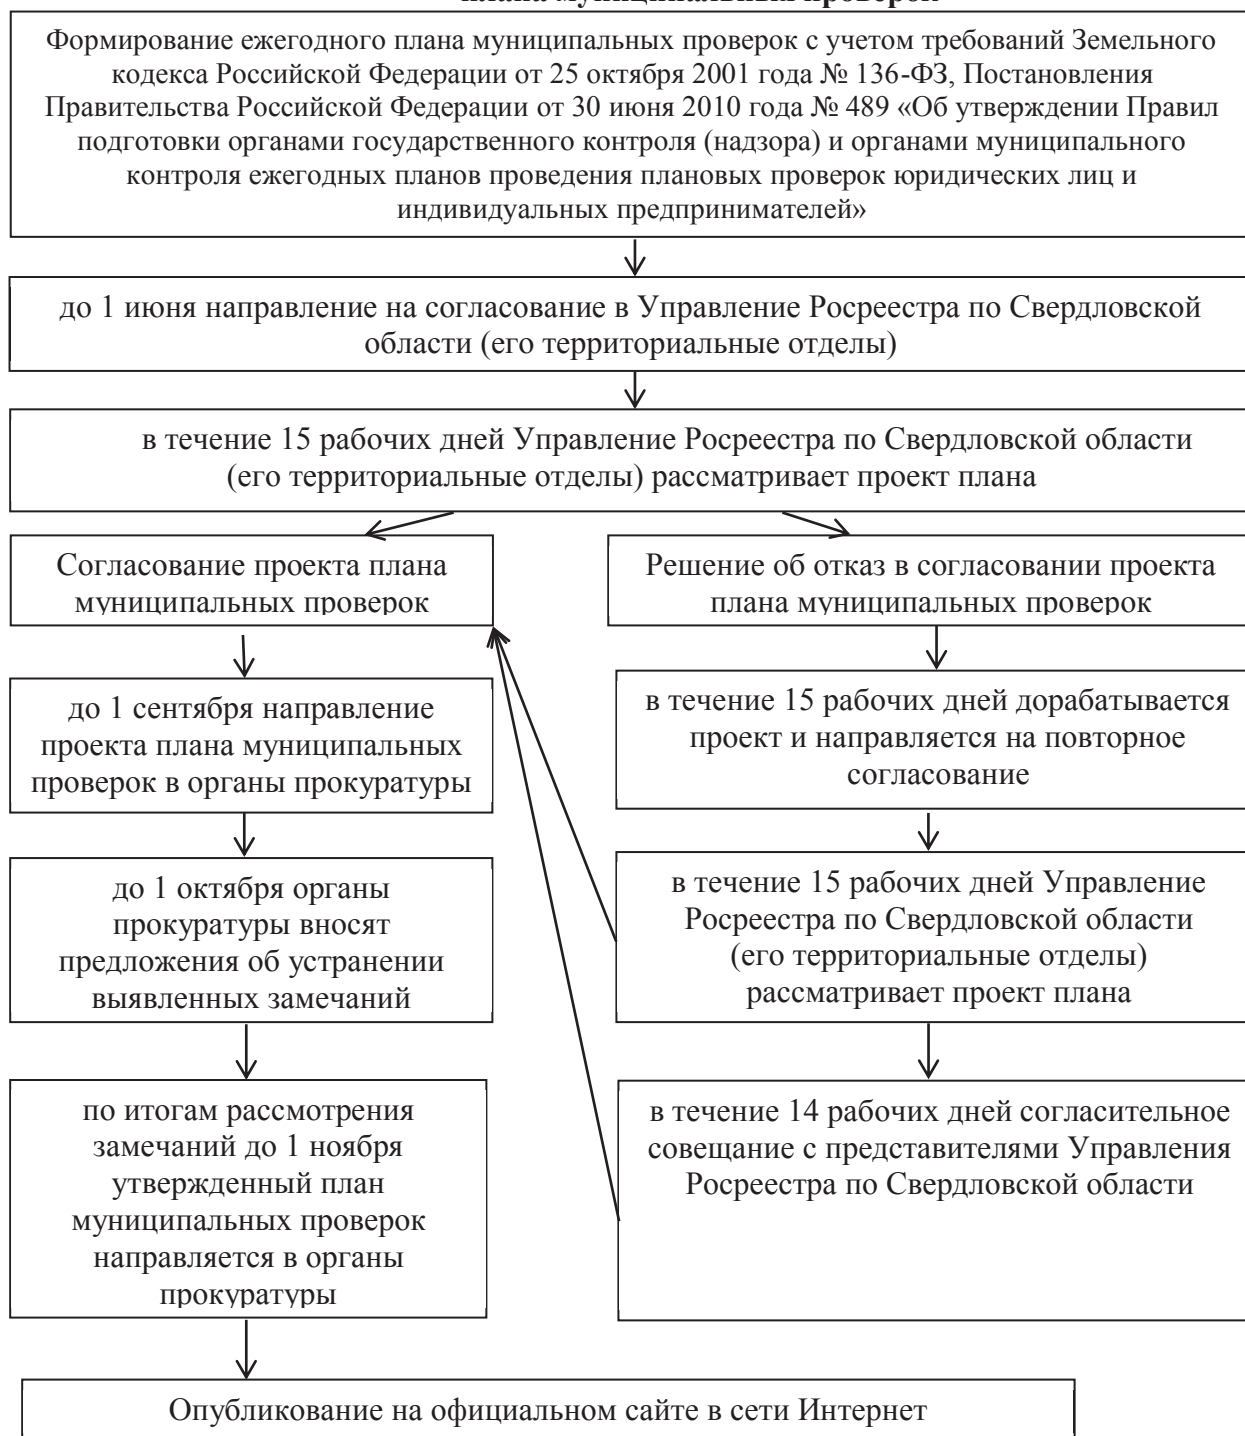 плана муниципальных проверок
Формирование ежегодного плана муниципальных проверок с учетом требований Земельного
кодекса Российской Федерации от 25 октября 2001 года № 136-ФЗ, Постановления
Правительства Российской Федерации от 30 июня 2010 года № 489 «Об утверждении Правил
подготовки органами государственного контроля (надзора) и органами муниципального
контроля ежегодных планов проведения плановых проверок юридических лиц и
индивидуальных предпринимателей»
до 1 июня направление на согласование в Управление Росреестра по Свердловской
области (его территориальные отделы)
в течение 15 рабочих дней Управление Росреестра по Свердловской области
(его территориальные отделы) рассматривает проект плана
Согласование проекта плана
муниципальных проверок
Решение об отказ в согласовании проекта
плана муниципальных проверок
до 1 сентября направление
проекта плана муниципальных
проверок в органы прокуратуры
в течение 15 рабочих дней дорабатывается
проект и направляется на повторное
согласование
до 1 октября органы
прокуратуры вносят
предложения об устранении
выявленных замечаний
в течение 15 рабочих дней Управление
Росреестра по Свердловской области
(его территориальные отделы)
рассматривает проект плана
по итогам рассмотрения
замечаний до 1 ноября
утвержденный план
муниципальных проверок
направляется в органы
прокуратуры
в течение 14 рабочих дней согласительное
совещание с представителями Управления
Росреестра по Свердловской области
Опубликование на официальном сайте в сети Интернет